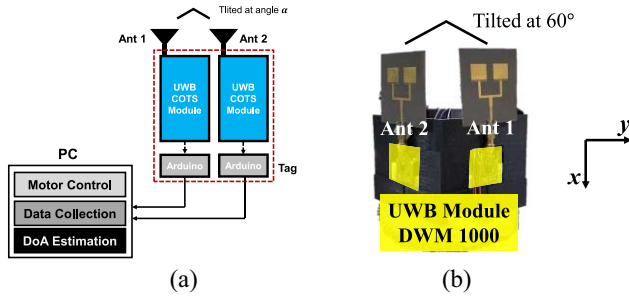 Tlited at angle α
Ant 1
Ant 2
UWB
COTS
Module
UWB
COTS
Module
Arduino
Arduino
Tag
PC
Motor Control
Data Collection
DoA Estimation
(a)
Tilted at 60°
Ant 2
Ant 1
UWB Module
DWM 1000
y
x
(b)